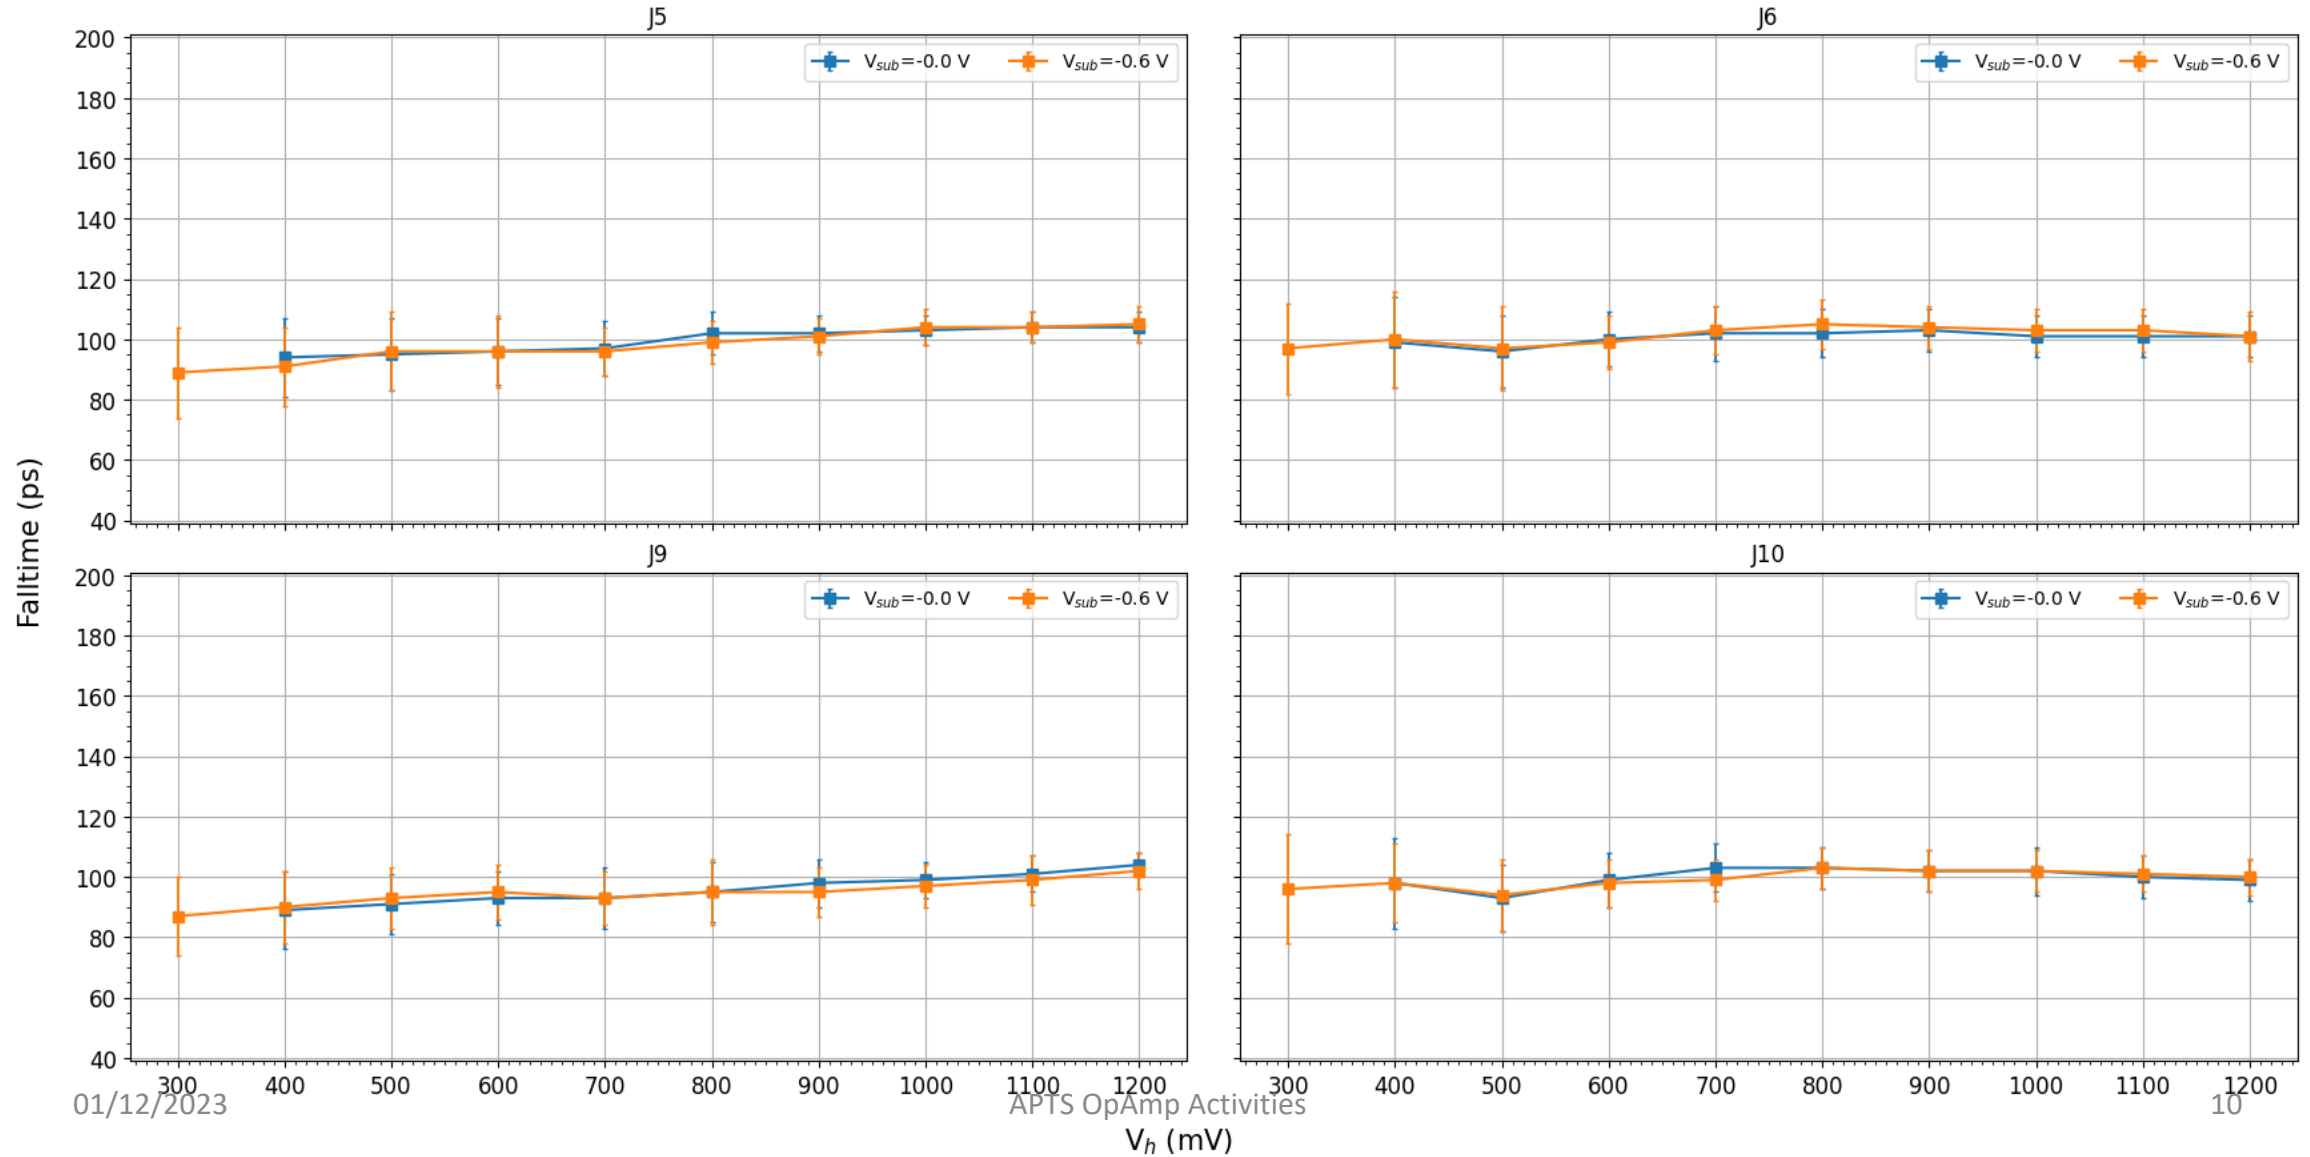 J5
J6
200
180
160
140
120
100
80
60
40
V_sub=-0.0 V V_sub=-0.6 V
V_sub=-0.0 V V_sub=-0.6 V
Falltime (ps)
J9
J10
200
180
160
140
120
100
80
60
40
V_sub=-0.0 V V_sub=-0.6 V
V_sub=-0.0 V V_sub=-0.6 V
300 400 500 600 700 800 900 1000 1100 1200
300 400 500 600 700 800 900 1000 1100 1200
01/12/2023 APTS OpAmp Activities 10
V_h (mV)